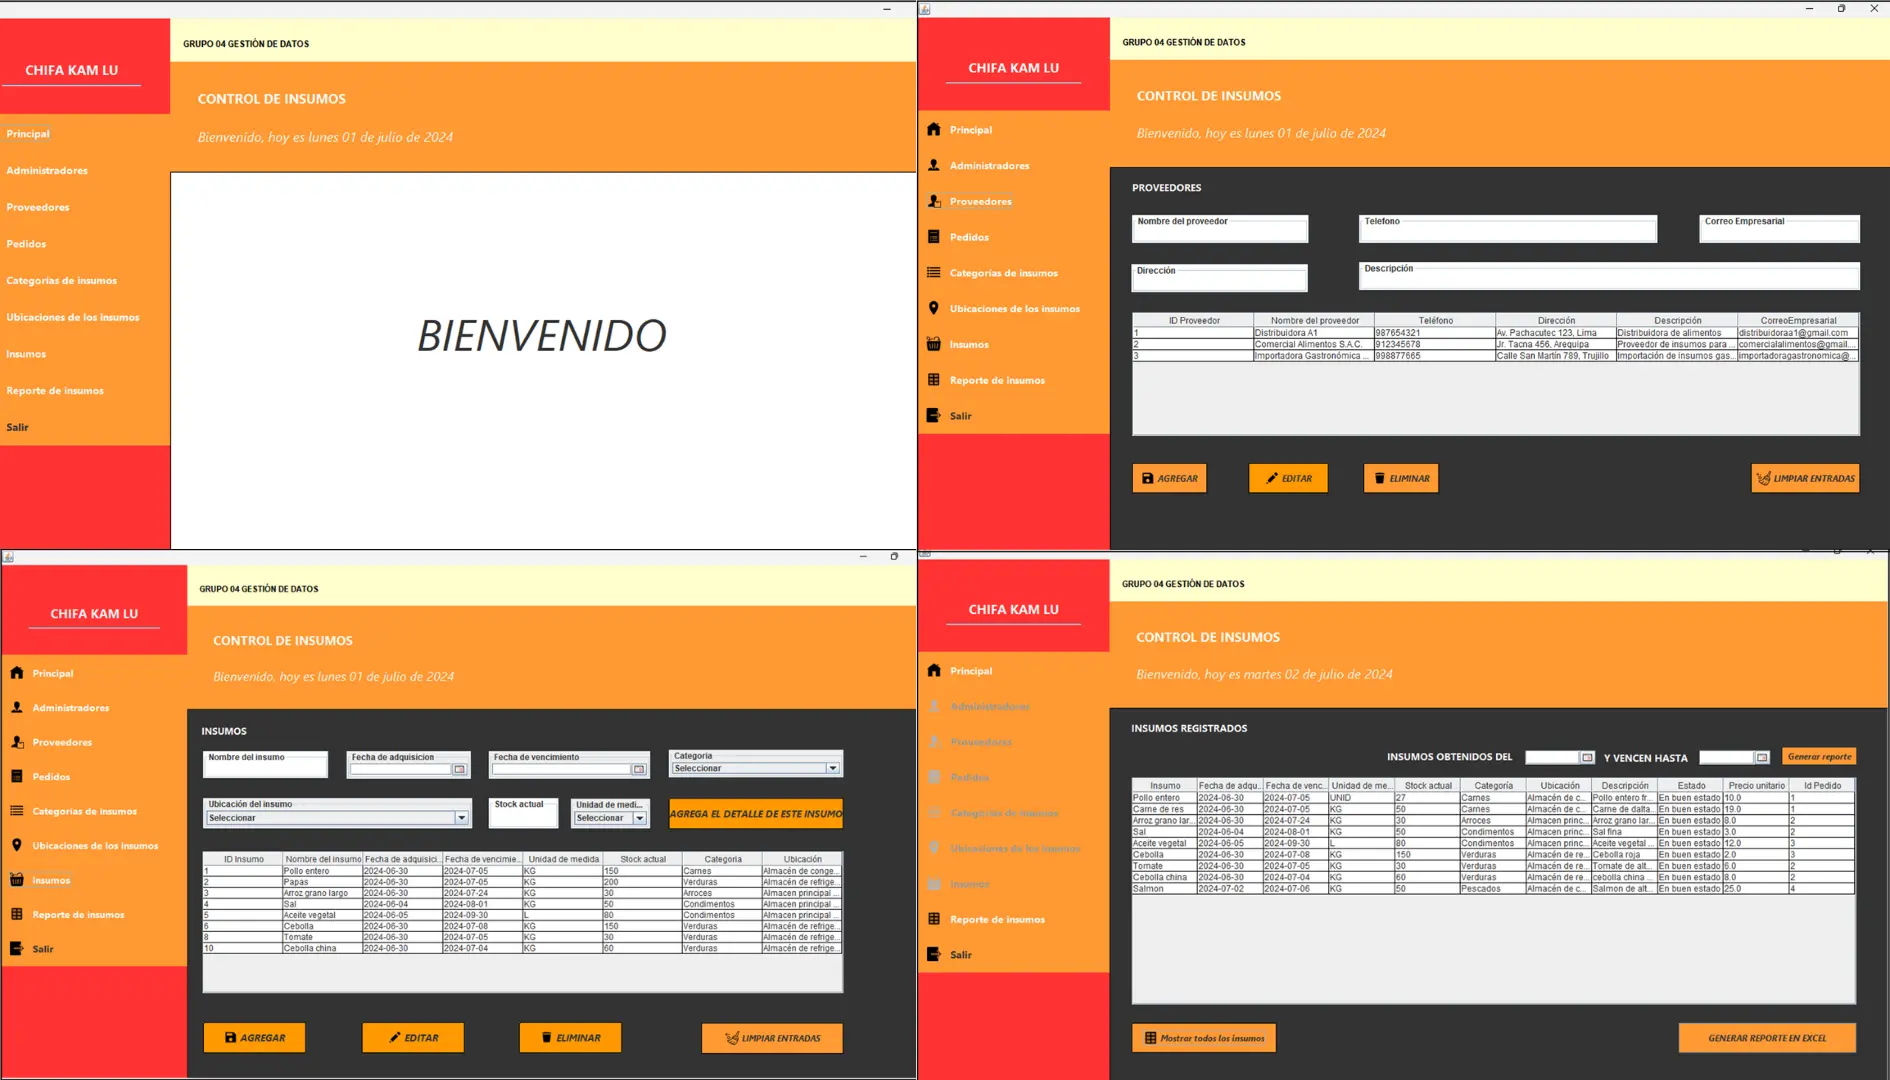 GRUPO 04 GESTIÓN DE DATOS
CHIFA KAM LU
CONTROL DE INSUMOS
Bienvenido, hoy es lunes 01 de julio de 2024
Principal
Administradores
Proveedores
Pedidos
Categorías de insumos
Ubicaciones de los insumos
Insumos
Reporte de insumos
Salir
BIENVENIDO
GRUPO 04 GESTIÓN DE DATOS
CHIFA KAM LU
CONTROL DE INSUMOS
Bienvenido, hoy es lunes 01 de julio de 2024
Principal
Administradores
Proveedores
Pedidos
Categorías de insumos
Ubicaciones de los insumos
Insumos
Reporte de insumos
Salir
PROVEEDORES
Nombre del proveedor Telefono Correo Empresarial
Dirección Descripción
ID Proveedor Nombre del proveedor Teléfono Dirección Descripción CorreoEmpresarial
1 Distribuidora A1 987654321 Av. Pachacutec 123, Lima Distribuidora de alimentos distribuidoraa1@gmail.com
2 Comercial Alimentos S.A.C. 912345678 Jr. Tacna 456, Arequipa Proveedor de insumos para ... comercialalimentos@gmail....
3 Importadora Gastronómica ... 998877665 Calle San Martín 789, Trujillo Importación de insumos gas... importadoragastronomica@...
AGREGAR EDITAR ELIMINAR LIMPIAR ENTRADAS
GRUPO 04 GESTIÓN DE DATOS
CHIFA KAM LU
CONTROL DE INSUMOS
Bienvenido, hoy es lunes 01 de julio de 2024
Principal
Administradores
Proveedores
Pedidos
Categorías de insumos
Ubicaciones de los insumos
Insumos
Reporte de insumos
Salir
INSUMOS
Nombre del insumo Fecha de adquisicion Fecha de vencimiento Categoria
Seleccionar
Ubicación del insumo Stock actual Unidad de medi...
Seleccionar Seleccionar AGREGA EL DETALLE DE ESTE INSUMO
ID Insumo Nombre del insumo Fecha de adquisici... Fecha de vencimie... Unidad de medida Stock actual Categoria Ubicación
1 Pollo entero 2024-06-30 2024-07-05 KG 150 Carnes Almacén de conge...
2 Papas 2024-06-30 2024-07-05 KG 200 Verduras Almacén de refrige...
3 Arroz grano largo 2024-06-30 2024-07-24 KG 30 Arroces Almacen principal ...
4 Sal 2024-06-04 2024-08-01 KG 50 Condimentos Almacen principal ...
5 Aceite vegetal 2024-06-05 2024-09-30 L 80 Condimentos Almacen principal ...
6 Cebolla 2024-06-30 2024-07-08 KG 150 Verduras Almacén de refrige...
8 Tomate 2024-06-30 2024-07-05 KG 30 Verduras Almacén de refrige...
10 Cebolla china 2024-06-30 2024-07-04 KG 60 Verduras Almacén de refrige...
AGREGAR EDITAR ELIMINAR LIMPIAR ENTRADAS
GRUPO 04 GESTIÓN DE DATOS
CHIFA KAM LU
CONTROL DE INSUMOS
Bienvenido, hoy es martes 02 de julio de 2024
Principal
Administradores
Proveedores
Pedidos
Categorías de insumos
Ubicaciones de los insumos
Insumos
Reporte de insumos
Salir
INSUMOS REGISTRADOS
INSUMOS OBTENIDOS DEL Y VENCEN HASTA Generar reporte
Insumo Fecha de adqu... Fecha de venc... Unidad de me... Stock actual Categoría Ubicación Descripción Estado Precio unitario Id Pedido
Pollo entero 2024-06-30 2024-07-05 UNID 27 Carnes Almacén de c... Pollo entero fr... En buen estado 10.0 1
Carne de res 2024-06-30 2024-07-05 KG 50 Carnes Almacén de c... Carne de dalta... En buen estado 19.0 1
Arroz grano lar... 2024-06-30 2024-07-24 KG 30 Arroces Almacen princ... Arroz grano lar... En buen estado 8.0 2
Sal 2024-06-04 2024-08-01 KG 50 Condimentos Almacen princ... Sal fina En buen estado 3.0 2
Aceite vegetal 2024-06-05 2024-09-30 L 80 Condimentos Almacen princ... Aceite vegetal ... En buen estado 12.0 3
Cebolla 2024-06-30 2024-07-08 KG 150 Verduras Almacén de re... Cebolla roja En buen estado 2.0 3
Tomate 2024-06-30 2024-07-05 KG 30 Verduras Almacén de re... Tomate de alt... En buen estado 6.0 2
Cebolla china 2024-06-30 2024-07-04 KG 60 Verduras Almacén de re... cebolla china ... En buen estado 8.0 2
Salmon 2024-07-02 2024-07-06 KG 50 Pescados Almacén de c... Salmon de alt... En buen estado 25.0 4
Mostrar todos los insumos GENERAR REPORTE EN EXCEL